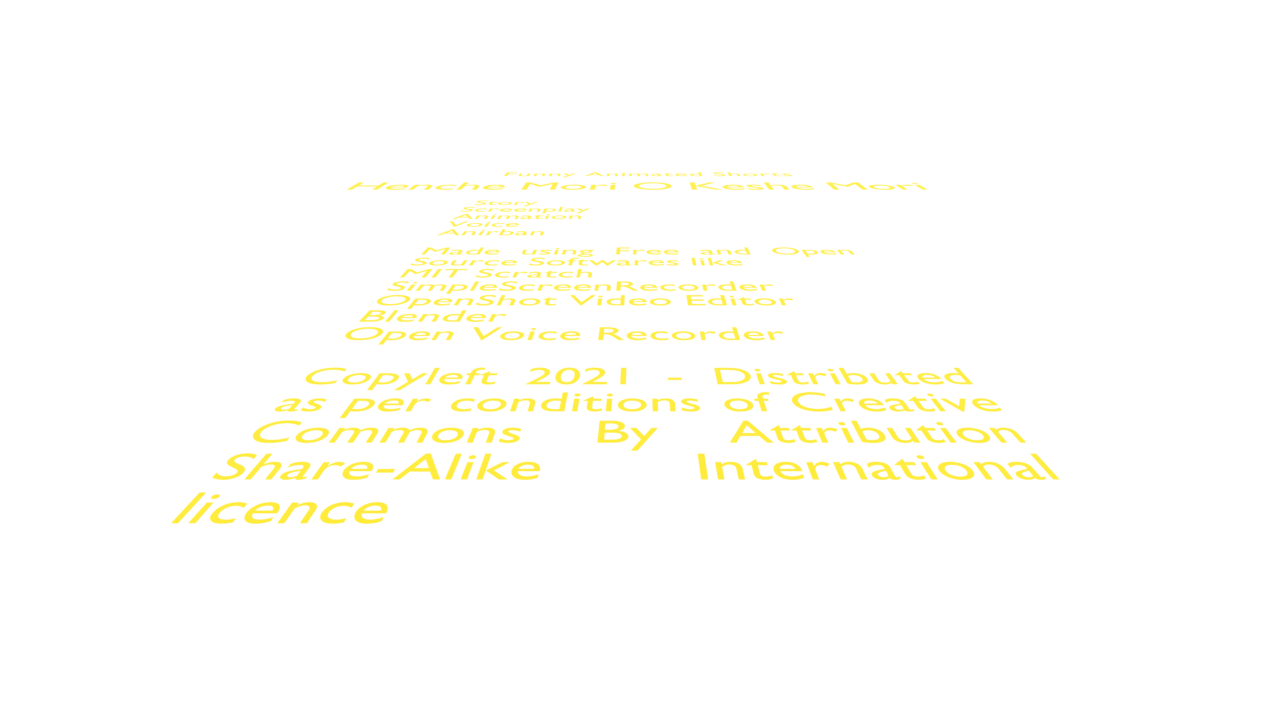 Funny Animated Shorts
Henche Mori O Keshe Mori
Story
Screenplay
Animation
Voice
Anirban
Made using Free and Open
Source Softwares like
MIT Scratch
SimpleScreenRecorder
OpenShot Video Editor
Blender
Open Voice Recorder
Copyleft 2021 - Distributed
as per conditions of Creative
Commons By Attribution
Share-Alike International
licence